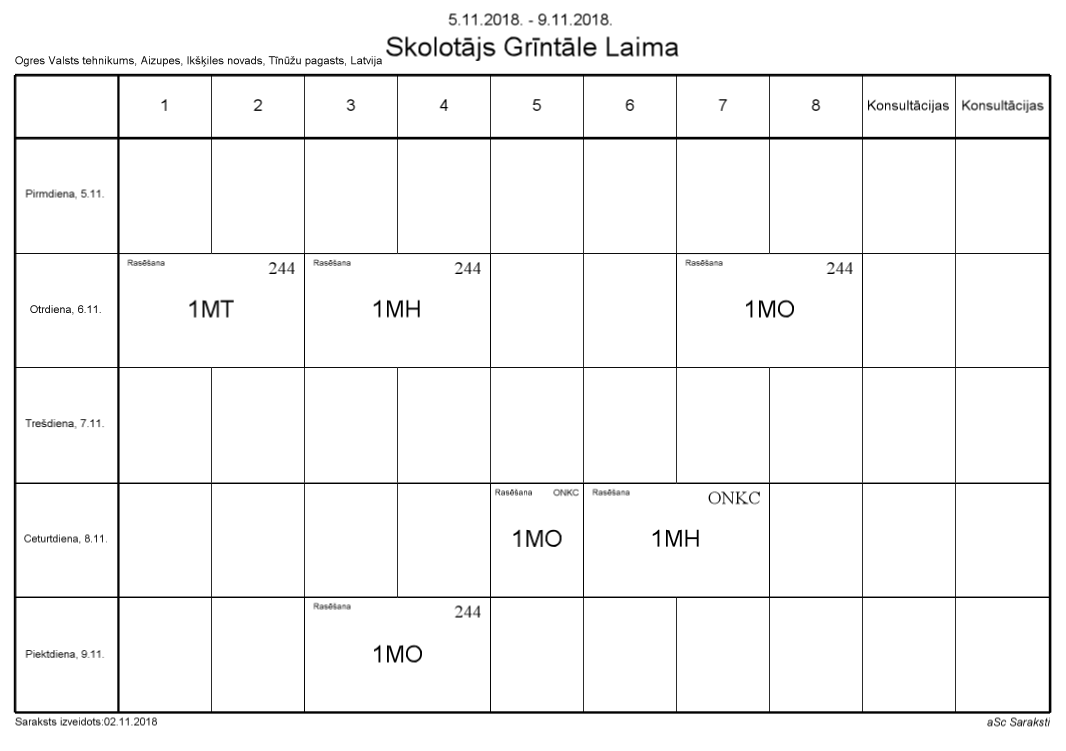 5.11.2018. - 9.11.2018.
Skolotājs Grīntāle Laima
Ogres Valsts tehnikums, Aizupes, Ikšķiles novads, Tīnūžu pagasts, Latvija
1 2 3 4 5 6 7 8 Konsultācijas Konsultācijas
Pirmdiena, 5.11.
Rasēšana 244 Rasēšana 244 Rasēšana 244
Otrdiena, 6.11. 1MT 1MH 1MO
Trešdiena, 7.11.
Rasēšana ONKC Rasēšana ONKC
Ceturtdiena, 8.11. 1MO 1MH
Rasēšana 244
Piektdiena, 9.11. 1MO
Saraksts izveidots:02.11.2018 aSc Saraksti